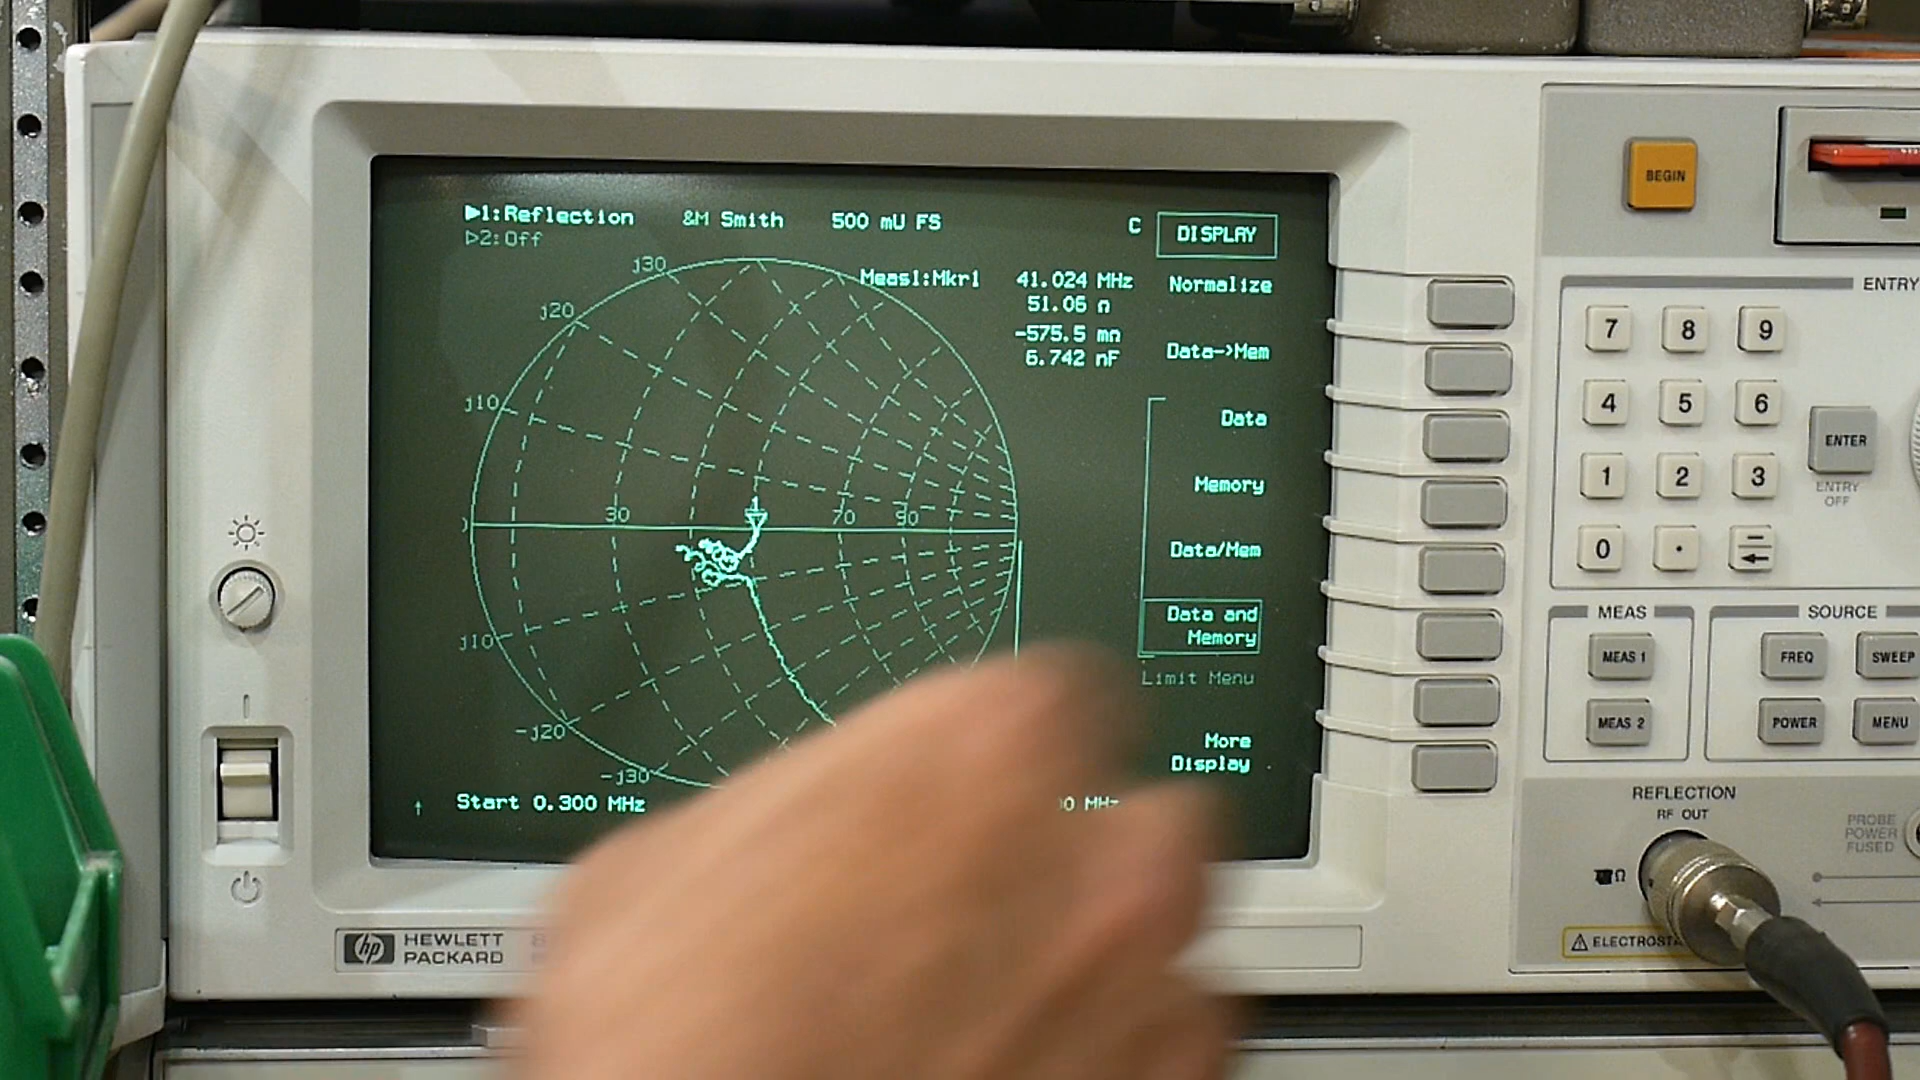 ▶1:Reflection &M Smith 500 mU FS
▷2:Off
C
DISPLAY
Meas1:Mkr1 41.024 MHz
51.06 Ω
-575.5 mΩ
6.742 nF
Normalize
Data->Mem
Data
Memory
Data/Mem
Data and
Memory
Limit Menu
More
Display
j30
j20
j10
30
70
90
j10
-j20
-j30
Start 0.300 MHz
0 MHz
HEWLETT
PACKARD
hp
BEGIN
ENTRY
7 8 9
4 5 6
ENTER
1 2 3
ENTRY
OFF
0 .
MEAS
SOURCE
MEAS 1
FREQ
SWEEP
MEAS 2
POWER
MENU
REFLECTION
RF OUT
PROBE
POWER
FUSED
Ω